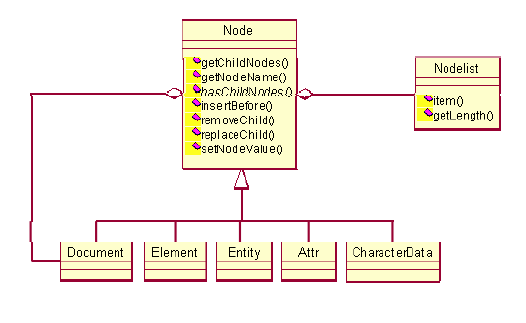 Node
getChildNodes()
getNodeName()
hasChildNodes()
insertBefore()
removeChild()
replaceChild()
setNodeValue()
Nodelist
item()
getLength()
Document
Element
Entity
Attr
CharacterData